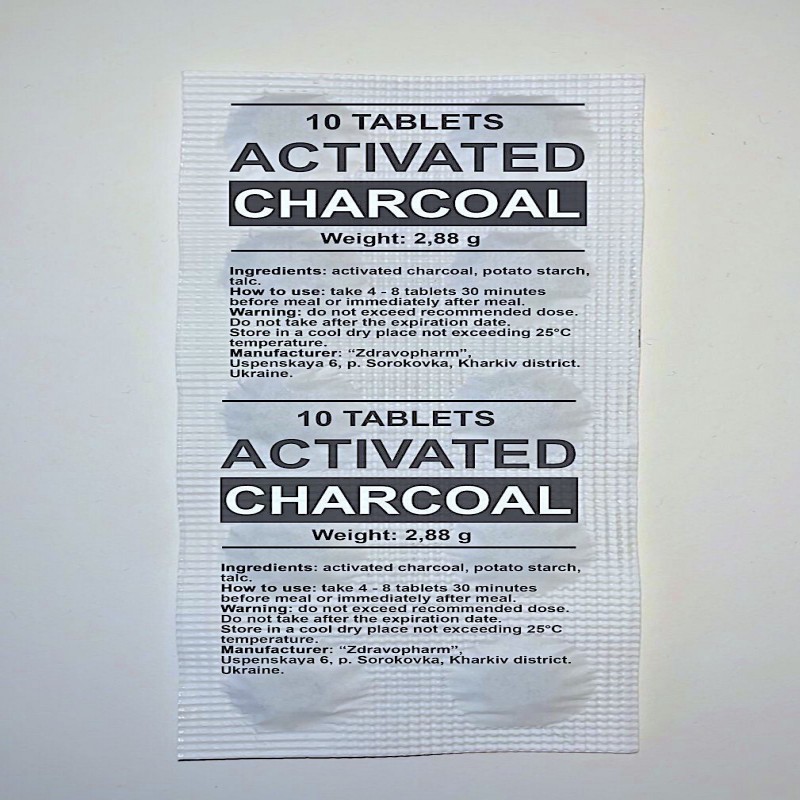 10 TABLETS
ACTIVATED
CHARCOAL
Weight: 2,88 g
Ingredients: activated charcoal, potato starch,
talc.
How to use: take 4 - 8 tablets 30 minutes
before meal or immediately after meal.
Warning: do not exceed recommended dose.
Do not take after the expiration date.
Store in a cool dry place not exceeding 25°C
temperature.
Manufacturer: “Zdravopharm”,
Uspenskaya 6, p. Sorokovka, Kharkiv district.
Ukraine.
10 TABLETS
ACTIVATED
CHARCOAL
Weight: 2,88 g
Ingredients: activated charcoal, potato starch,
talc.
How to use: take 4 - 8 tablets 30 minutes
before meal or immediately after meal.
Warning: do not exceed recommended dose.
Do not take after the expiration date.
Store in a cool dry place not exceeding 25°C
temperature.
Manufacturer: “Zdravopharm”,
Uspenskaya 6, p. Sorokovka, Kharkiv district.
Ukraine.